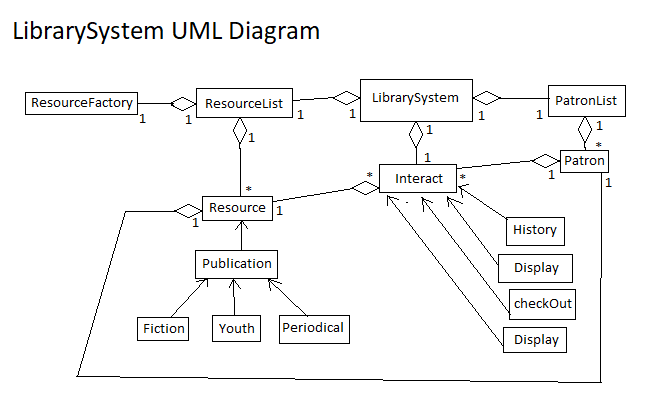 LibrarySystem UML Diagram
ResourceFactory
1
1
ResourceList
1
1
LibrarySystem
1
1
PatronList
1
1
1
1
*
Patron
1
1
*
*
Interact
*
Resource
1
1
History
Publication
Display
checkOut
Fiction
Youth
Periodical
Display